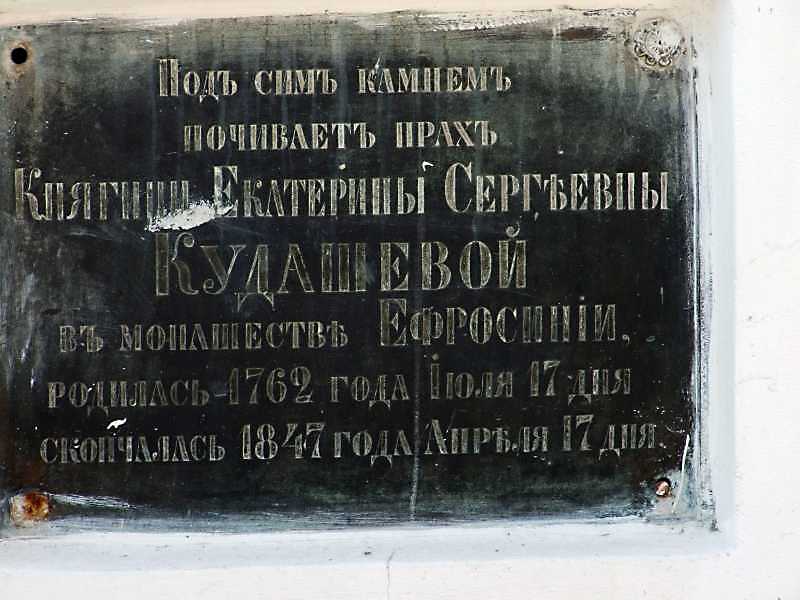 Подъ симъ камнемъ
почиваетъ прахъ
Княгини Екатерины Сергѣевны
Кудашевой
въ монашествѣ Ефросиніи,
родилась 1762 года Іюля 17 дня
скончалась 1847 года Апрѣля 17 дня.